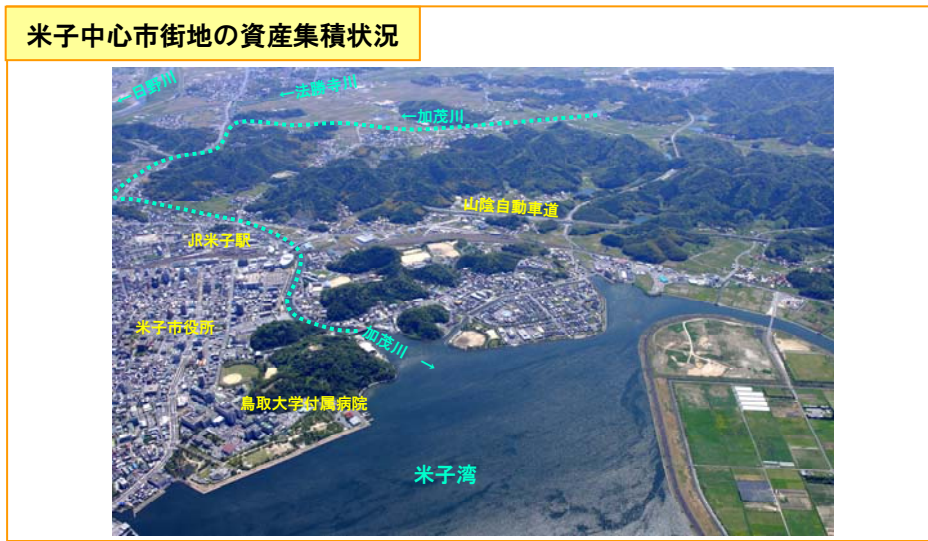 米子中心市街地の資産集積状況
←日野川
←法勝寺川
←加茂川
山陰自動車道
JR米子駅
米子市役所
加茂川 →
鳥取大学付属病院
米子湾